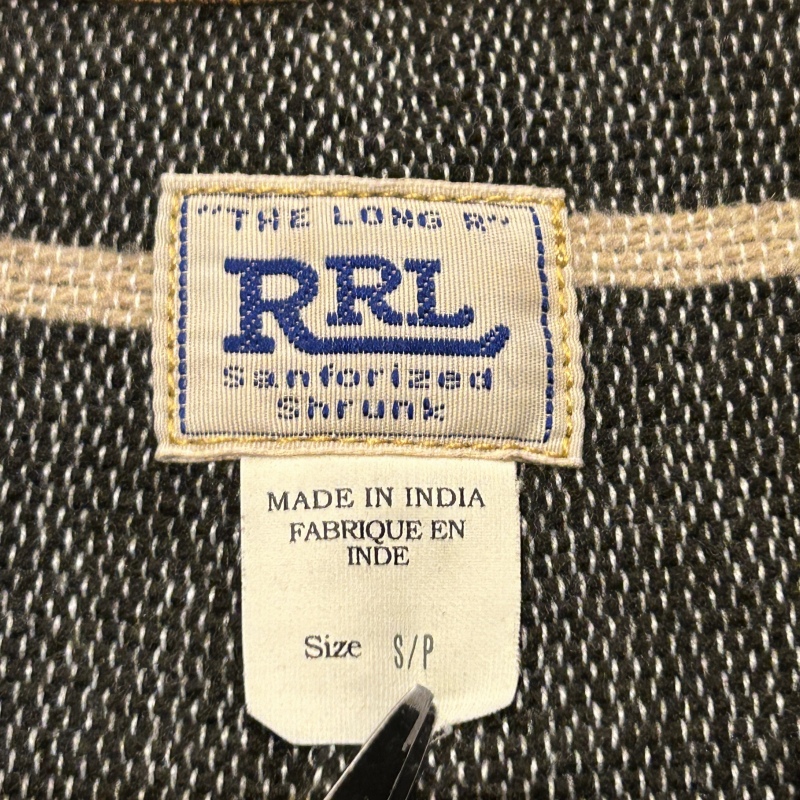 "THE LONG R"
RRL
Sanforized
Shrunk
MADE IN INDIA
FABRIQUE EN
INDE
Size S/P